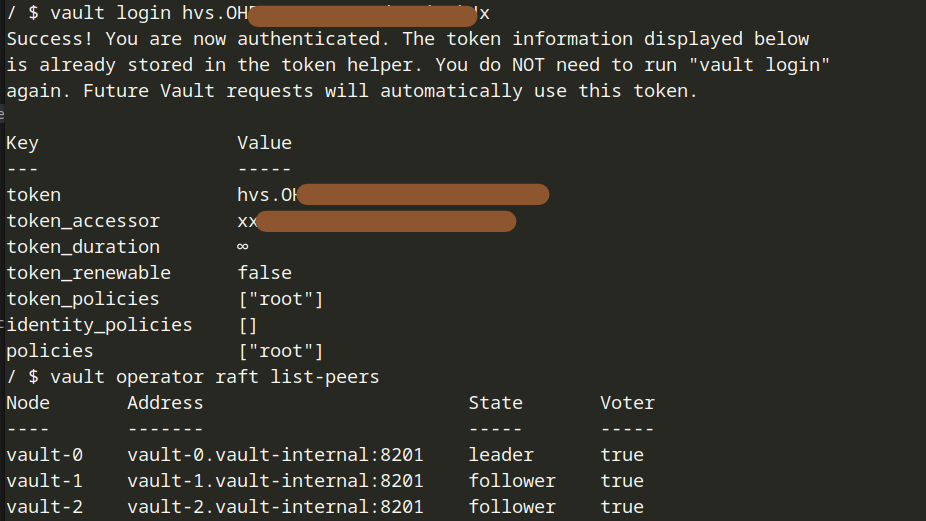 / $ vault login hvs.OH x
Success! You are now authenticated. The token information displayed below
is already stored in the token helper. You do NOT need to run "vault login"
again. Future Vault requests will automatically use this token.
Key Value
--- -----
token hvs.OH
token_accessor xx
token_duration ∞
token_renewable false
token_policies ["root"]
identity_policies []
policies ["root"]
/ $ vault operator raft list-peers
Node Address State Voter
---- ------- ----- -----
vault-0 vault-0.vault-internal:8201 leader true
vault-1 vault-1.vault-internal:8201 follower true
vault-2 vault-2.vault-internal:8201 follower true